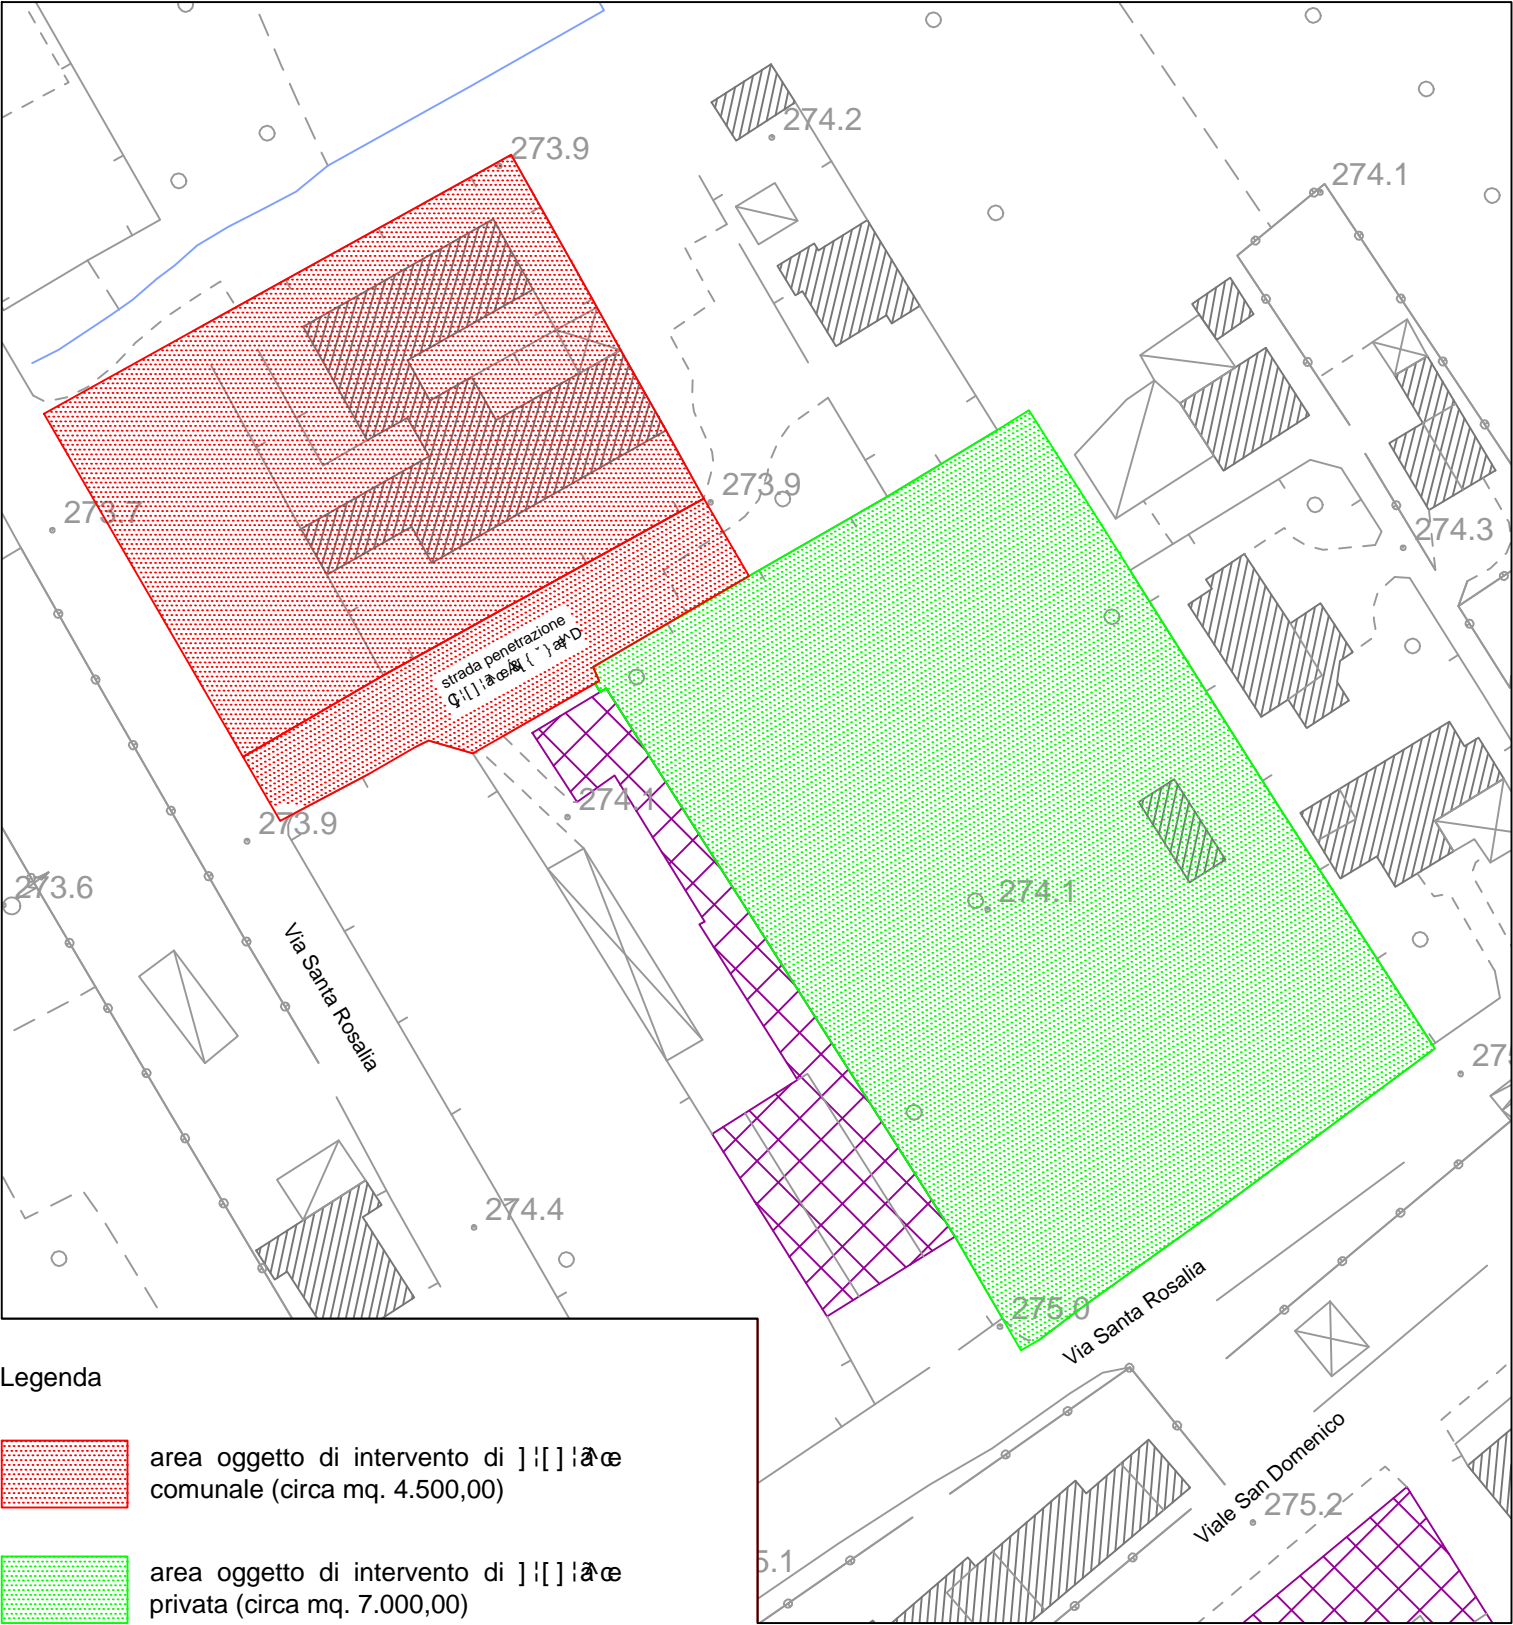 273.9
274.2
274.1
273.7
273.9
274.3
strada penetrazione
274.1
273.9
273.6
274.1
Via Santa Rosalia
274.4
275.0
Via Santa Rosalia
Viale San Domenico
275.2
5.1
Legenda
area oggetto di intervento di
comunale (circa mq. 4.500,00)
area oggetto di intervento di
privata (circa mq. 7.000,00)